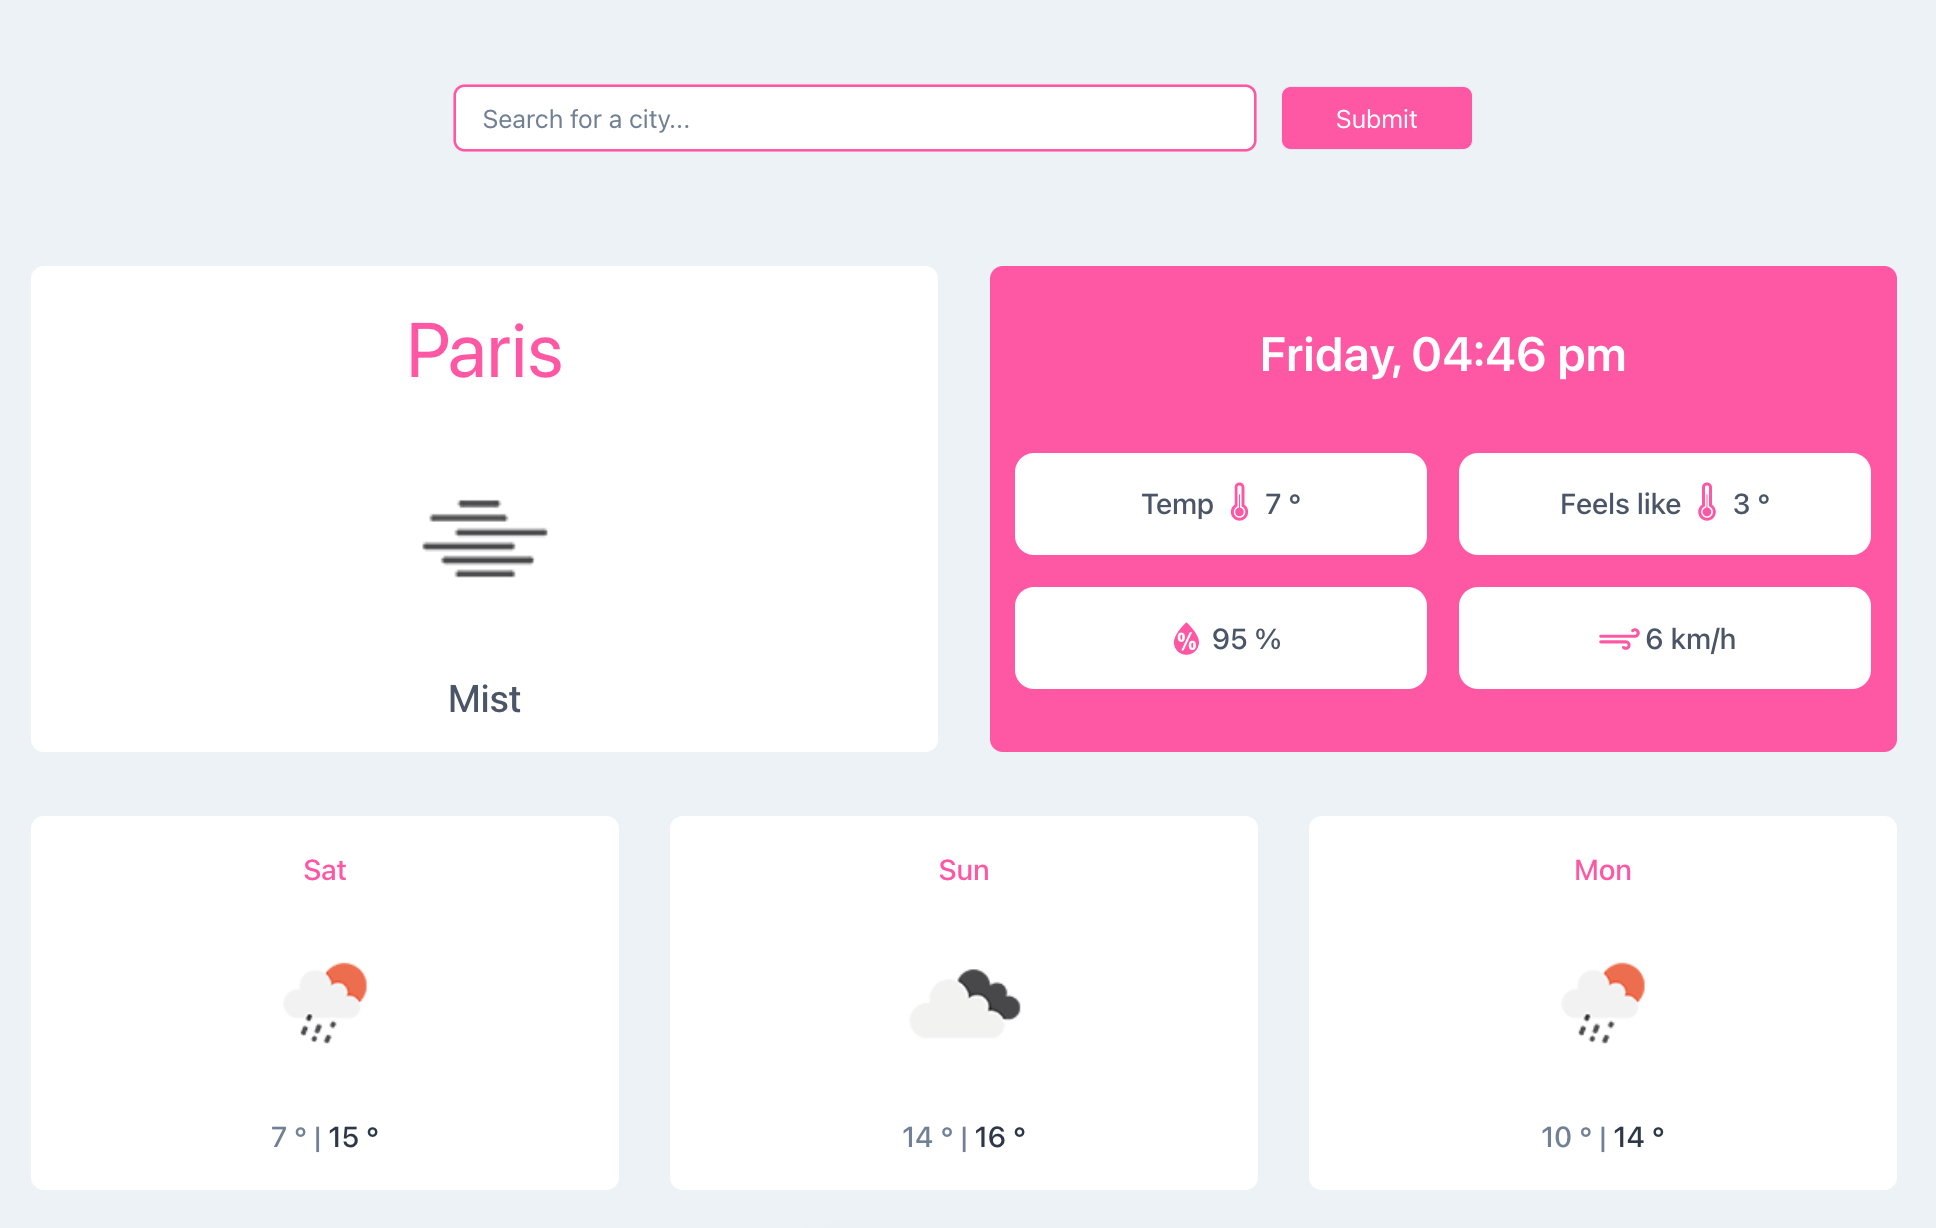 Search for a city...
Submit
Paris
Mist
Friday, 04:46 pm
Temp 7 °
Feels like 3 °
% 95 %
6 km/h
Sat
7 ° | 15 °
Sun
14 ° | 16 °
Mon
10 ° | 14 °